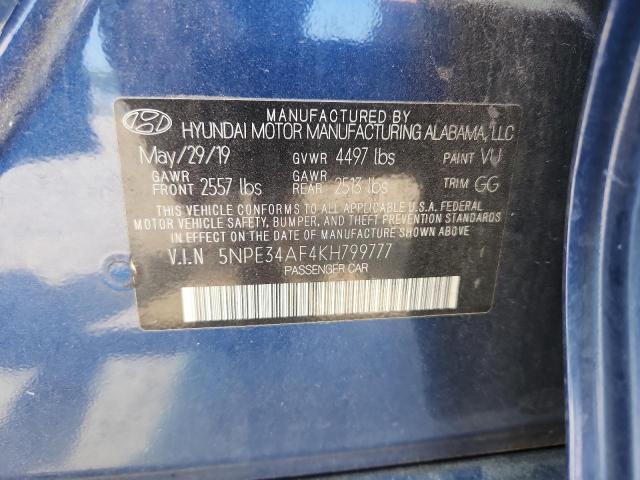 MANUFACTURED BY
HYUNDAI MOTOR MANUFACTURING ALABAMA, LLC
May/29/19 GVWR 4497 lbs PAINT VU
GAWR FRONT 2557 lbs GAWR REAR 2513 lbs TRIM GG
THIS VEHICLE CONFORMS TO ALL APPLICABLE U.S.A. FEDERAL
MOTOR VEHICLE SAFETY, BUMPER, AND THEFT PREVENTION STANDARDS
IN EFFECT ON THE DATE OF MANUFACTURE SHOWN ABOVE.
V.I.N 5NPE34AF4KH799777
PASSENGER CAR